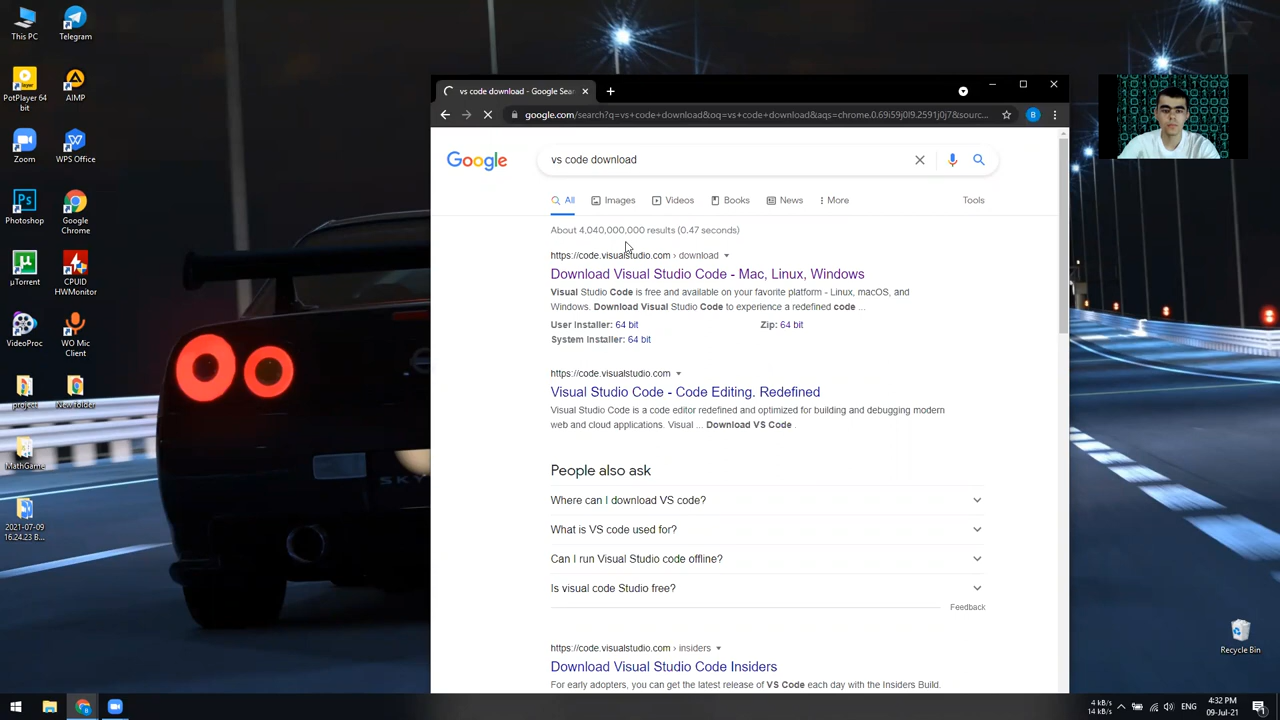 This PC
Telegram
PotPlayer 64 bit
AIMP
Zoom
WPS Office
Photoshop
Google Chrome
µTorrent
CPUID HWMonitor
VideoProc
WO Mic Client
project
New folder
MathGame
2021-07-09 16.24.23 B...
vs code download - Google Sear
google.com/search?q=vs+code+download&oq=vs+code+download&aqs=chrome.0.69i59j0l9.2591j0j7&sourc...
B
Google
vs code download
All
Images
Videos
Books
News
More
Tools
About 4,040,000,000 results (0.47 seconds)
https://code.visualstudio.com › download
Download Visual Studio Code - Mac, Linux, Windows
Visual Studio Code is free and available on your favorite platform - Linux, macOS, and
Windows. Download Visual Studio Code to experience a redefined code ...
User Installer: 64 bit
Zip: 64 bit
System Installer: 64 bit
https://code.visualstudio.com
Visual Studio Code - Code Editing. Redefined
Visual Studio Code is a code editor redefined and optimized for building and debugging modern
web and cloud applications. Visual ... Download VS Code .
People also ask
Where can I download VS code?
What is VS code used for?
Can I run Visual Studio code offline?
Is visual code Studio free?
Feedback
https://code.visualstudio.com › insiders
Download Visual Studio Code Insiders
For early adopters, you can get the latest release of VS Code each day with the Insiders Build.
Recycle Bin
4 kB/s
14 kB/s
ENG
4:32 PM
09-Jul-21